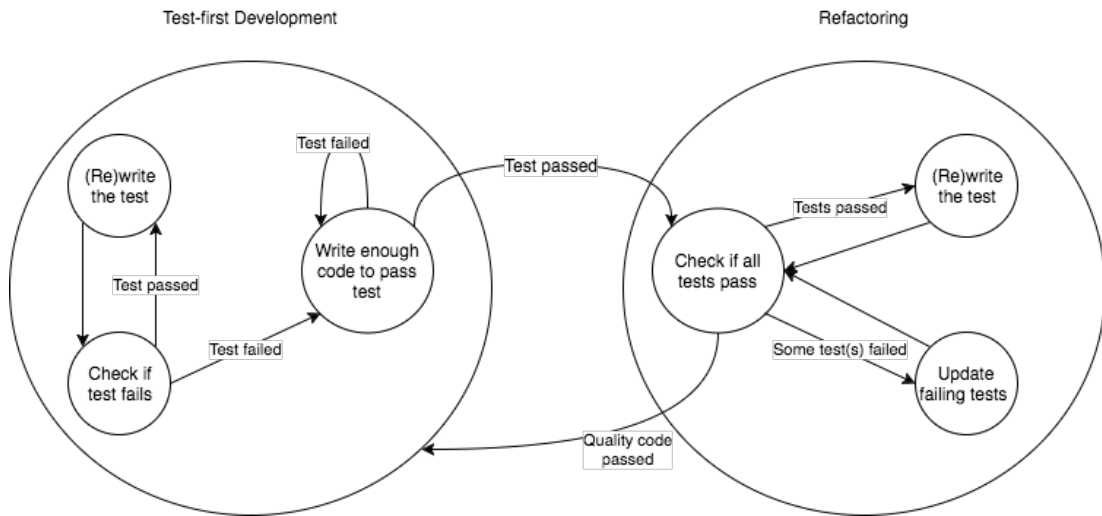 Test-first Development
Refactoring
Test failed
(Re)write
the test
Test passed
(Re)write
the test
Tests passed
Write enough
code to pass
test
Check if all
tests pass
Test passed
Test failed
Some test(s) failed
Check if
test fails
Update
failing tests
Quality code
passed